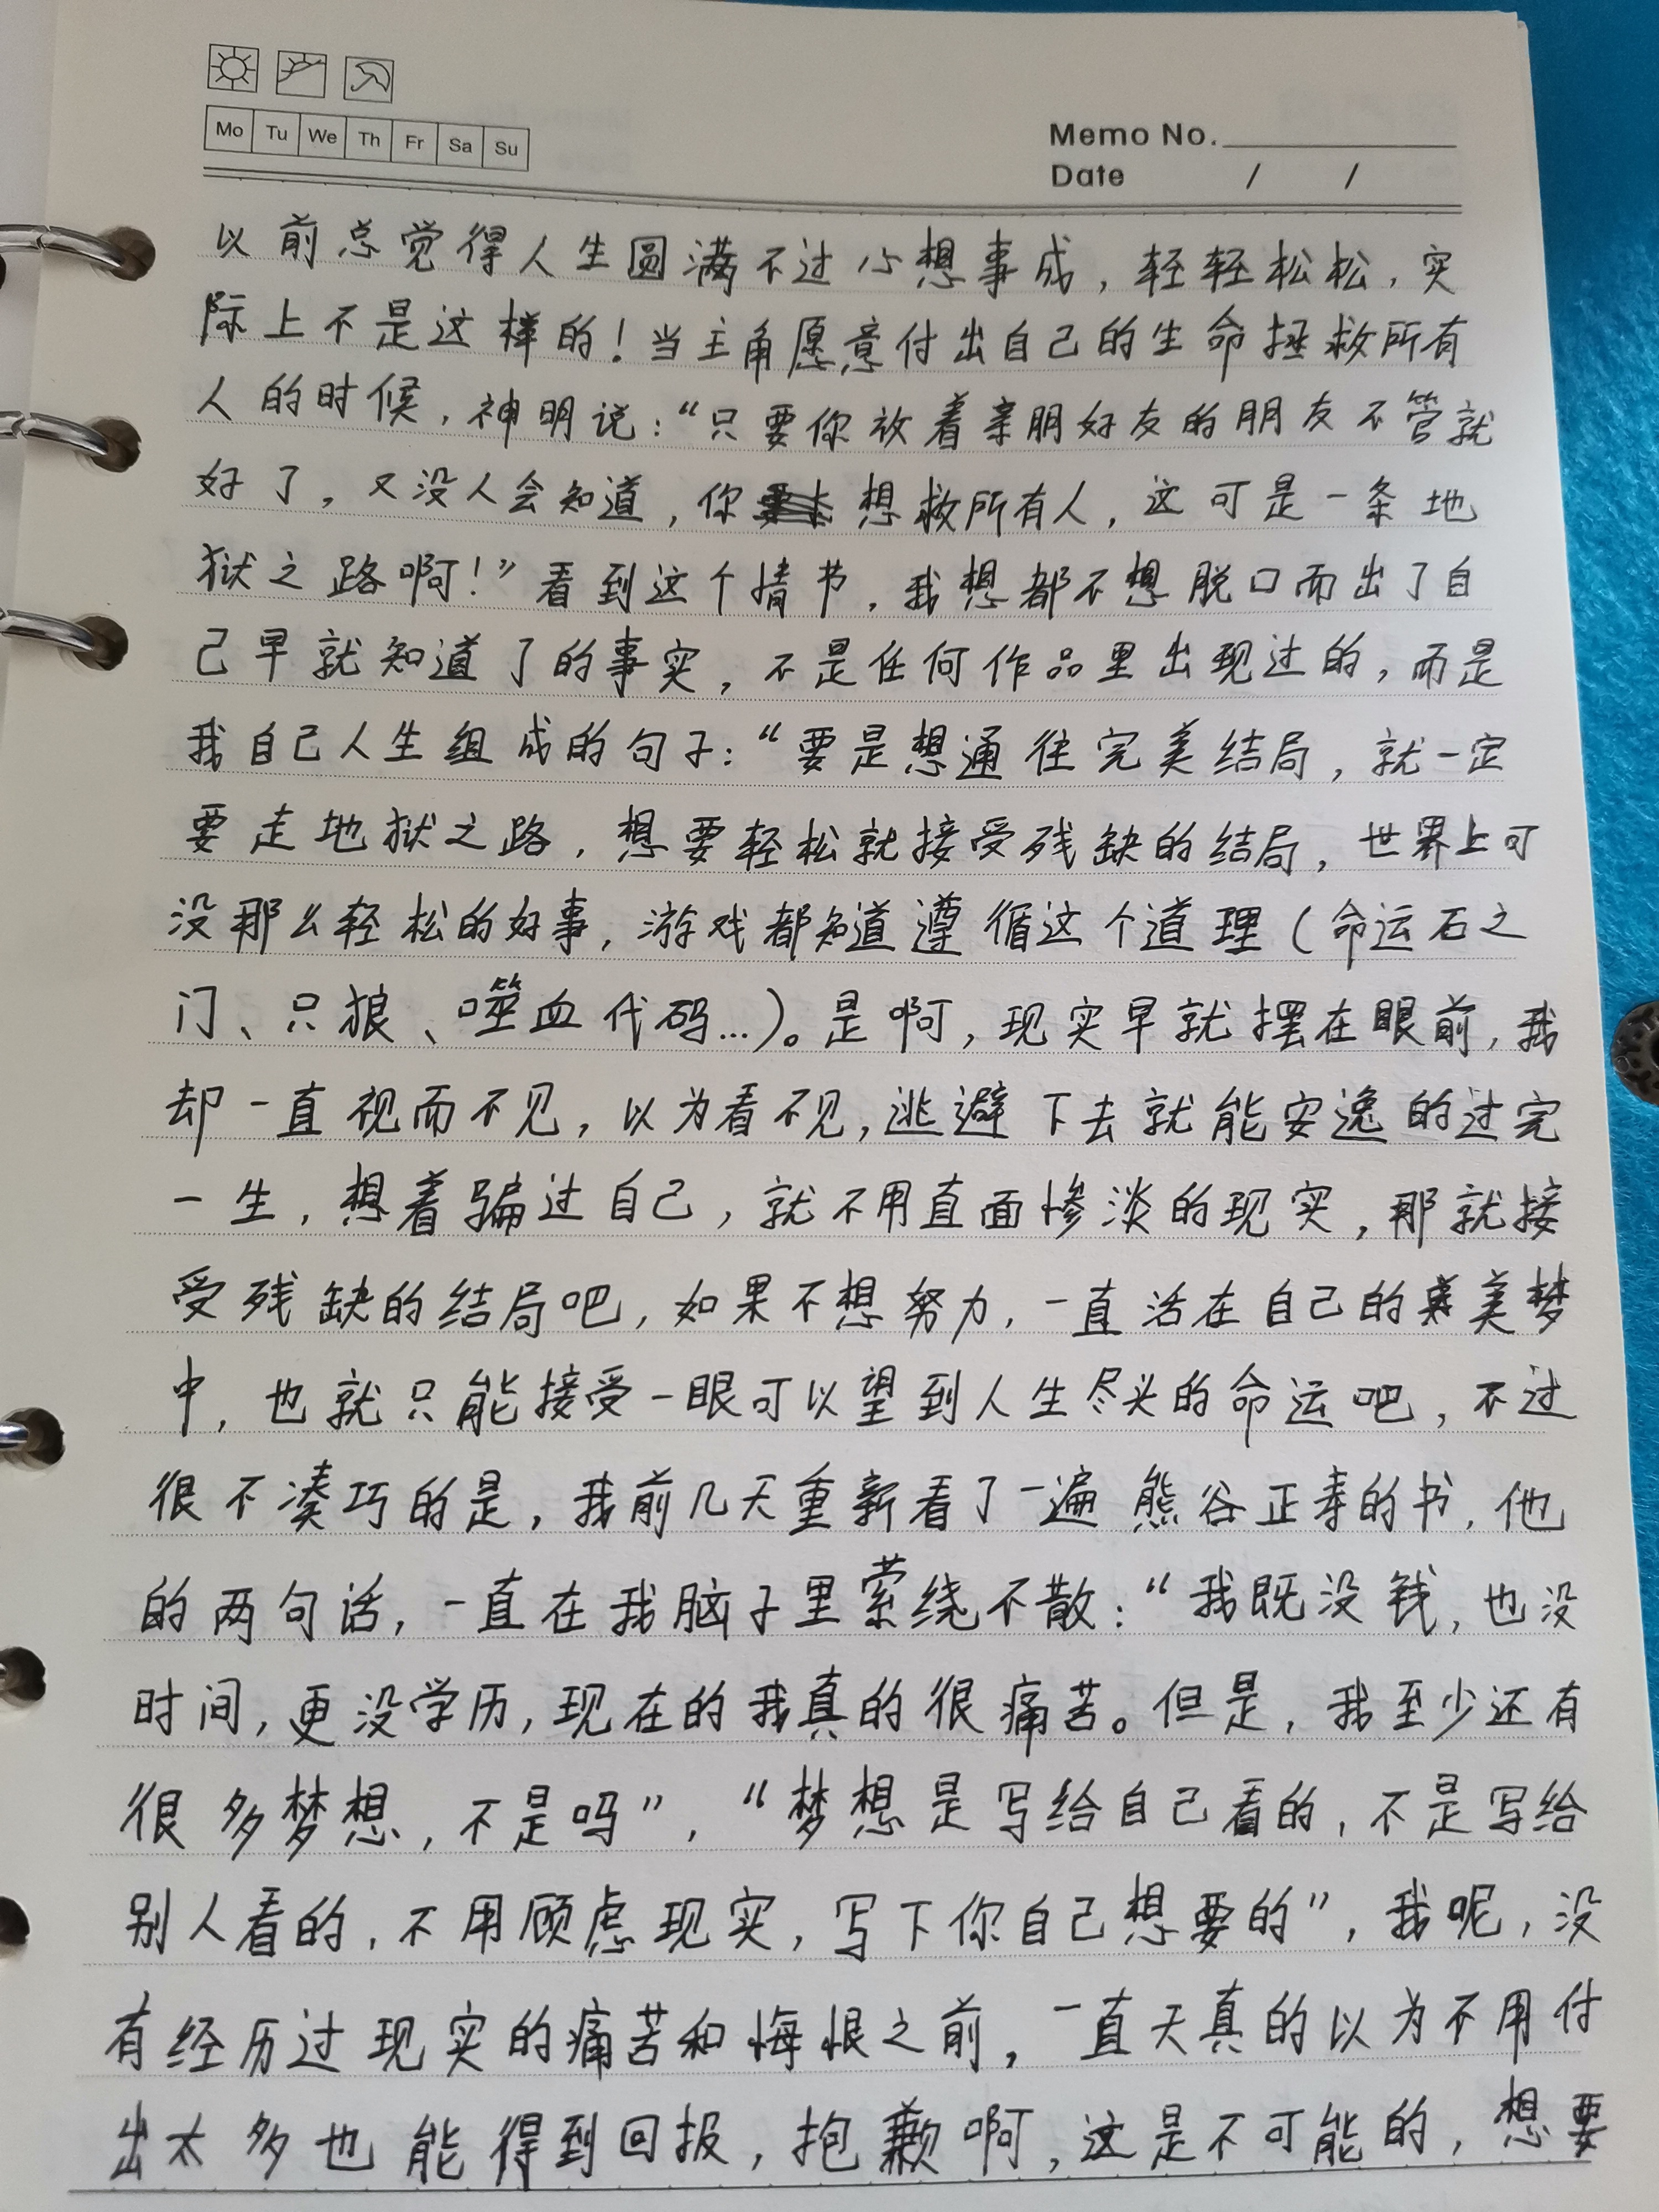 Mo Tu We Th Fr Sa Su
Memo No.
Date / /
以前总觉得人生圆满不过心想事成，轻轻松松，实
际上不是这样的！当主角愿意付出自己的生命拯救所有
人的时候，神明说：“只要你放着亲朋好友的朋友不管就
好了，又没人会知道，你想救所有人，这可是一条地
狱之路啊！”看到这个情节，我想都不想脱口而出了自
己早就知道了的事实，不是任何作品里出现过的，而是
我自己人生组成的句子：“要是想通往完美结局，就一定
要走地狱之路，想要轻松就接受残缺的结局，世界上可
没那么轻松的好事，游戏都知道遵循这个道理（命运石之
门、只狼、噬血代码...）。是啊，现实早就摆在眼前，我
却一直视而不见，以为看不见，逃避下去就能安逸的过完
一生，想着骗过自己，就不用直面惨淡的现实，那就接
受残缺的结局吧，如果不想努力，一直活在自己的美梦
中，也就只能接受一眼可以望到人生尽头的命运吧，不过
很不凑巧的是，我前几天重新看了一遍熊谷正寿的书，他
的两句话，一直在我脑子里萦绕不散：“我既没钱，也没
时间，更没学历，现在的我真的很痛苦。但是，我至少还有
很多梦想，不是吗”，“梦想是写给自己看的，不是写给
别人看的，不用顾虑现实，写下你自己想要的”，我呢，没
有经历过现实的痛苦和悔恨之前，一直天真的以为不用付
出太多也能得到回报，抱歉啊，这是不可能的，想要